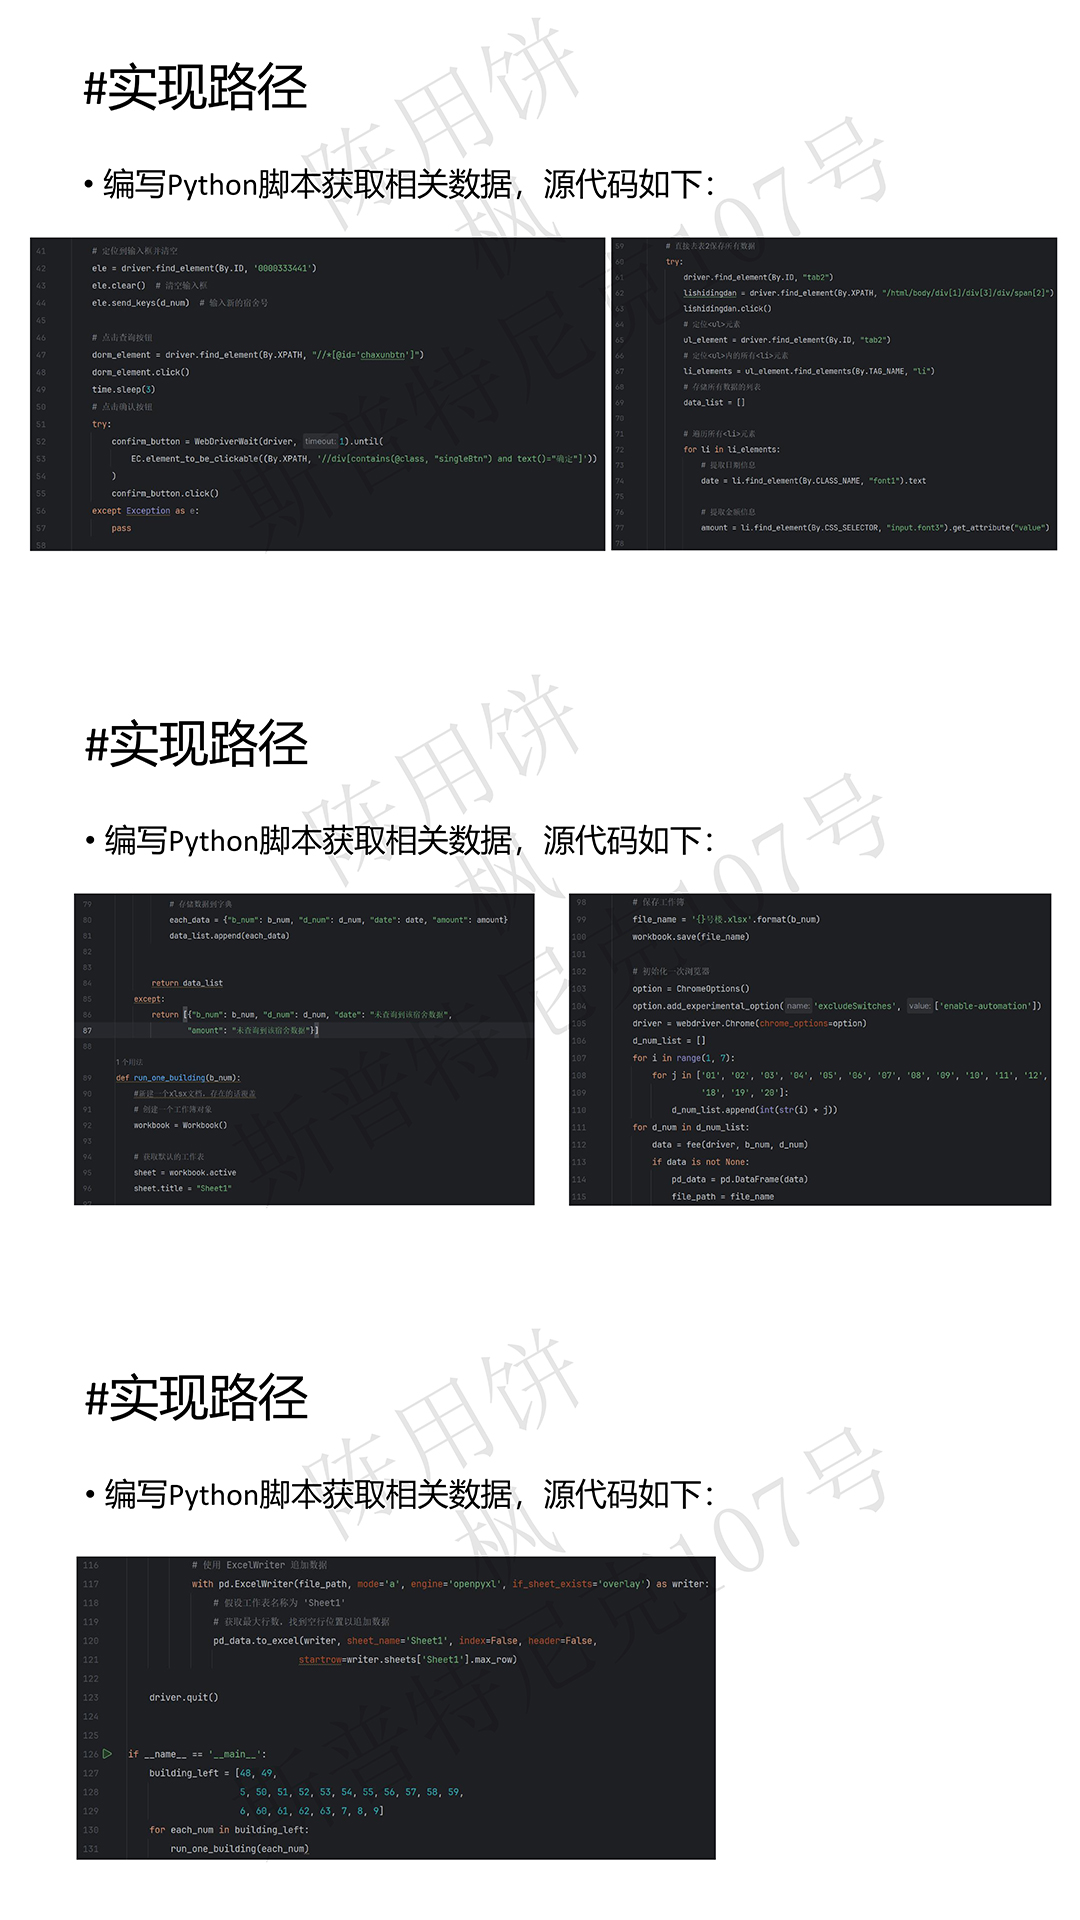 #实现路径
• 编写Python脚本获取相关数据，源代码如下：
41 # 定位到输入框并清空
42 ele = driver.find_element(By.ID, '0000333441')
43 ele.clear()  # 清空输入框
44 ele.send_keys(d_num)  # 输入新的宿舍号
45
46 # 点击查询按钮
47 dorm_element = driver.find_element(By.XPATH, "//*[@id='chaxunbtn']")
48 dorm_element.click()
49 time.sleep(3)
50 # 点击确认按钮
51 try:
52 confirm_button = WebDriverWait(driver, timeout: 1).until(
53 EC.element_to_be_clickable((By.XPATH, '//div[contains(@class, "singleBtn") and text()="确定"]'))
54 )
55 confirm_button.click()
56 except Exception as e:
57 pass
58
59 # 直接去表2保存所有数据
60 try:
61 driver.find_element(By.ID, "tab2")
62 lishidingdan = driver.find_element(By.XPATH, "/html/body/div[1]/div[3]/div/span[2]")
63 lishidingdan.click()
64 # 定位<ul>元素
65 ul_element = driver.find_element(By.ID, "tab2")
66 # 定位<ul>内的所有<li>元素
67 li_elements = ul_element.find_elements(By.TAG_NAME, "li")
68 # 存储所有数据的列表
69 data_list = []
70
71 # 遍历所有<li>元素
72 for li in li_elements:
73 # 提取日期信息
74 date = li.find_element(By.CLASS_NAME, "font1").text
75
76 # 提取金额信息
77 amount = li.find_element(By.CSS_SELECTOR, "input.font3").get_attribute("value")
78
#实现路径
• 编写Python脚本获取相关数据，源代码如下：
79 # 存储数据到字典
80 each_data = {"b_num": b_num, "d_num": d_num, "date": date, "amount": amount}
81 data_list.append(each_data)
82
83
84 return data_list
85 except:
86 return [{"b_num": b_num, "d_num": d_num, "date": "未查询到该宿舍数据",
87 "amount": "未查询到该宿舍数据"}]
88
1个用法
89 def run_one_building(b_num):
90 #新建一个xlsx文档，存在的话覆盖
91 # 创建一个工作簿对象
92 workbook = Workbook()
93
94 # 获取默认的工作表
95 sheet = workbook.active
96 sheet.title = "Sheet1"
97
98 # 保存工作簿
99 file_name = '{}号楼.xlsx'.format(b_num)
100 workbook.save(file_name)
101
102 # 初始化一次浏览器
103 option = ChromeOptions()
104 option.add_experimental_option( name: 'excludeSwitches', value: ['enable-automation'])
105 driver = webdriver.Chrome(chrome_options=option)
106 d_num_list = []
107 for i in range(1, 7):
108 for j in ['01', '02', '03', '04', '05', '06', '07', '08', '09', '10', '11', '12',
109 '18', '19', '20']:
110 d_num_list.append(int(str(i) + j))
111 for d_num in d_num_list:
112 data = fee(driver, b_num, d_num)
113 if data is not None:
114 pd_data = pd.DataFrame(data)
115 file_path = file_name
#实现路径
• 编写Python脚本获取相关数据，源代码如下：
116 # 使用 ExcelWriter 追加数据
117 with pd.ExcelWriter(file_path, mode='a', engine='openpyxl', if_sheet_exists='overlay') as writer:
118 # 假设工作表名称为 'Sheet1'
119 # 获取最大行数，找到空行位置以追加数据
120 pd_data.to_excel(writer, sheet_name='Sheet1', index=False, header=False,
121 startrow=writer.sheets['Sheet1'].max_row)
122
123 driver.quit()
124
125
126 if __name__ == '__main__':
127 building_left = [48, 49,
128 5, 50, 51, 52, 53, 54, 55, 56, 57, 58, 59,
129 6, 60, 61, 62, 63, 7, 8, 9]
130 for each_num in building_left:
131 run_one_building(each_num)
陈用饼
枫
斯普特尼克107号
陈用饼
枫
斯普特尼克107号
陈用饼
枫
斯普特尼克107号